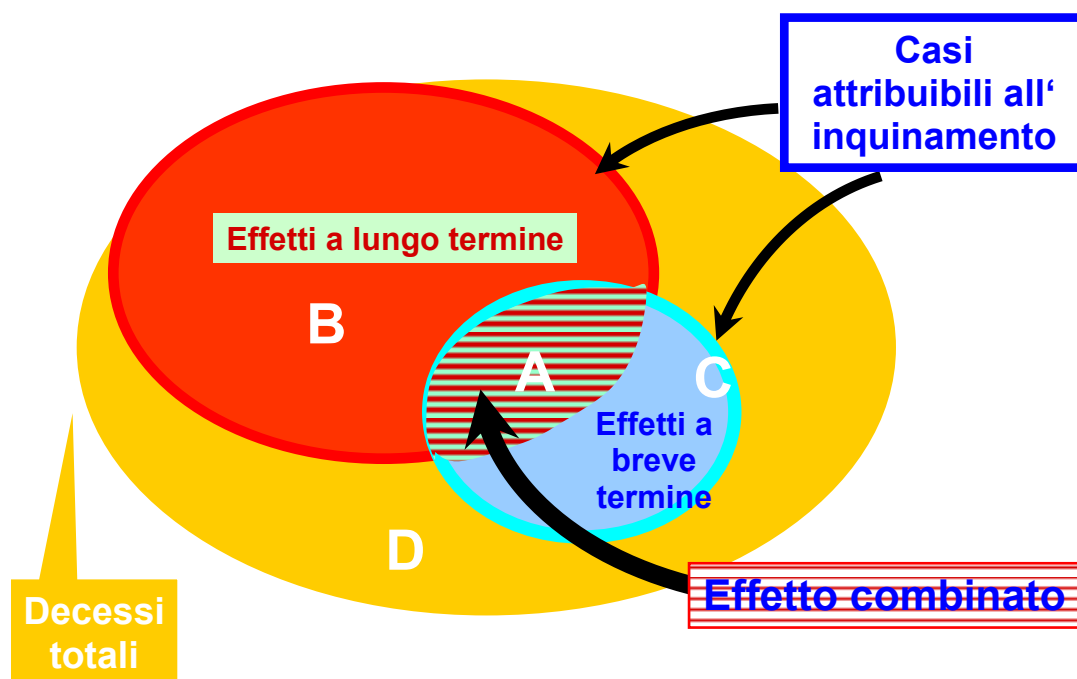 Casi
attribuibili all‘
inquinamento
Effetti a lungo termine
B
A
C
Effetti a
breve
termine
D
Effetto combinato
Decessi
totali